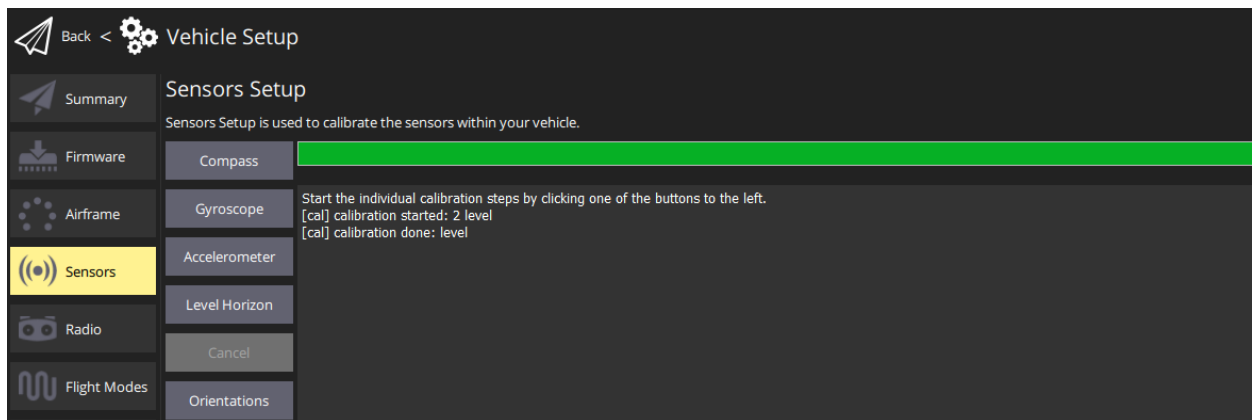 Back < Vehicle Setup
Summary
Firmware
Airframe
Sensors
Radio
Flight Modes
Sensors Setup
Sensors Setup is used to calibrate the sensors within your vehicle.
Compass
Gyroscope
Accelerometer
Level Horizon
Cancel
Orientations
Start the individual calibration steps by clicking one of the buttons to the left.
[cal] calibration started: 2 level
[cal] calibration done: level